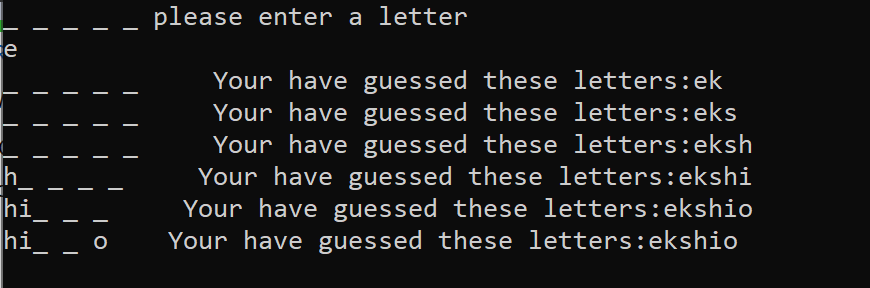 _ _ _ _ _ please enter a letter
e
_ _ _ _ _     Your have guessed these letters:ek
_ _ _ _ _     Your have guessed these letters:eks
_ _ _ _ _     Your have guessed these letters:eksh
h_ _ _ _     Your have guessed these letters:ekshi
hi_ _ _     Your have guessed these letters:ekshio
hi_ _ o    Your have guessed these letters:ekshio